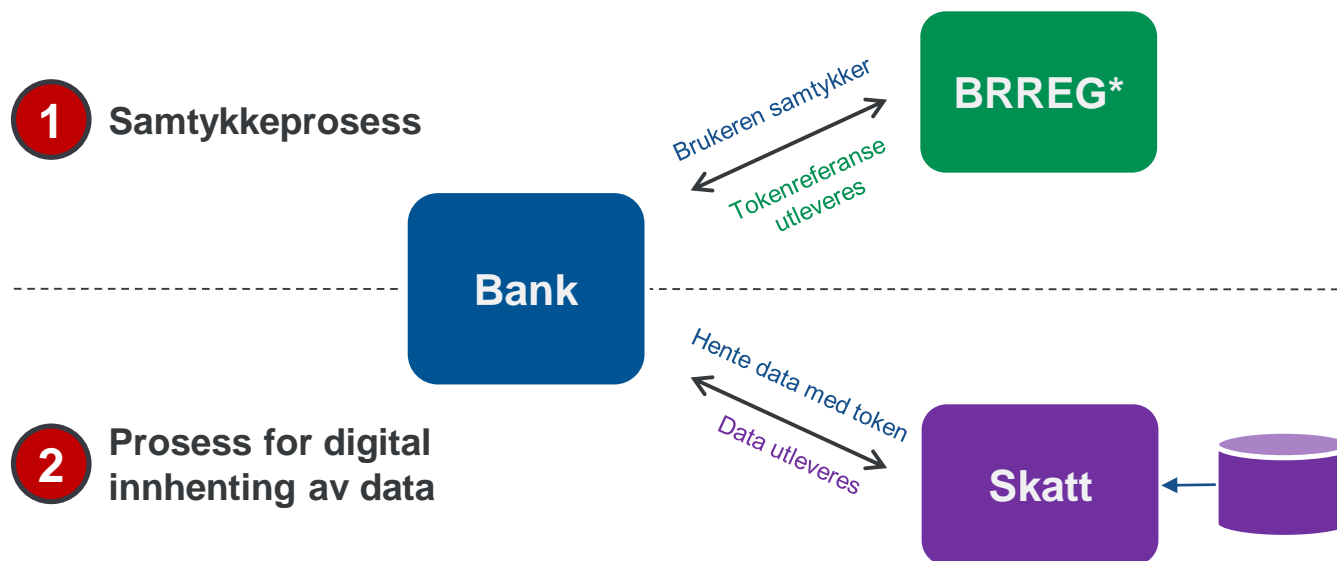 1
Samtykkeprosess
Brukeren samtykker
Tokenreferanse
utleveres
BRREG*
Bank
2
Prosess for digital
innhenting av data
Hente data med token
Data utleveres
Skatt